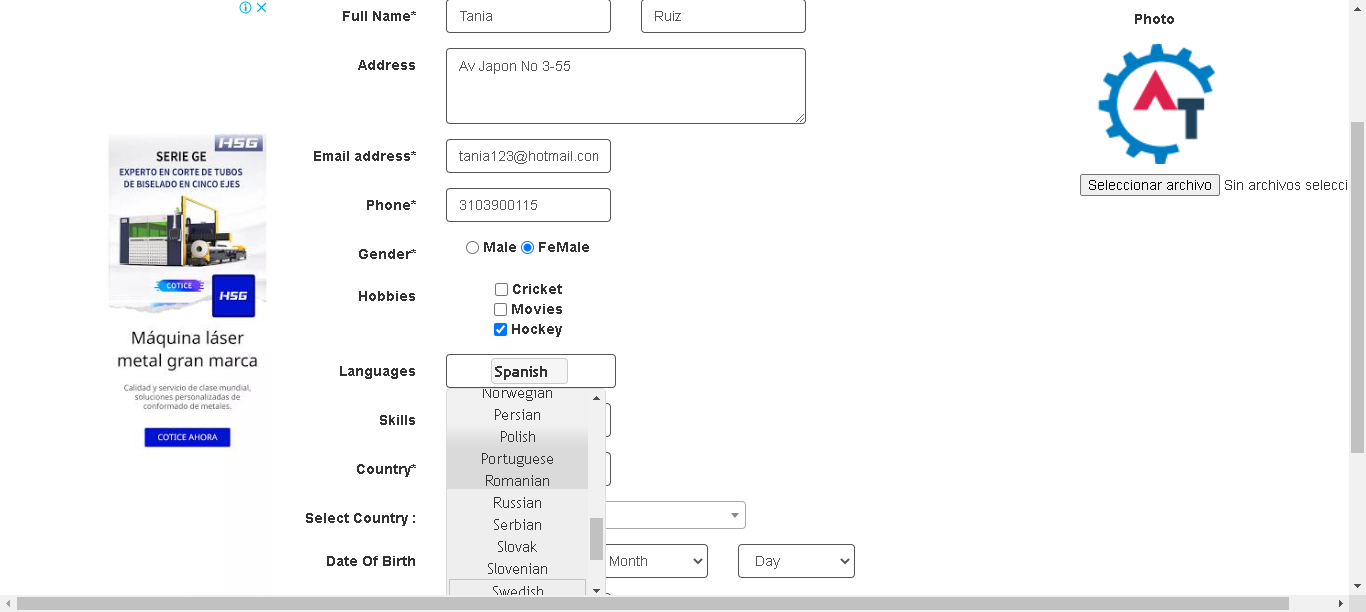 Full Name*
Tania
Ruiz
Photo
Address
Av Japon No 3-55
Email address*
tania123@hotmail.con
Phone*
3103900115
Seleccionar archivo
Sin archivos selecci
Gender*
Male
FeMale
Hobbies
Cricket
Movies
Hockey
Languages
Spanish
Norwegian
Persian
Polish
Portuguese
Romanian
Russian
Serbian
Slovak
Slovenian
Swedish
Skills
Country*
Select Country :
Date Of Birth
Month
Day
HSG
SERIE GE
EXPERTO EN CORTE DE TUBOS
DE BISELADO EN CINCO EJES
COTICE
HSG
Máquina láser
metal gran marca
Calidad y servicio de clase mundial,
soluciones personalizadas de
conformado de metales.
COTICE AHORA
AT